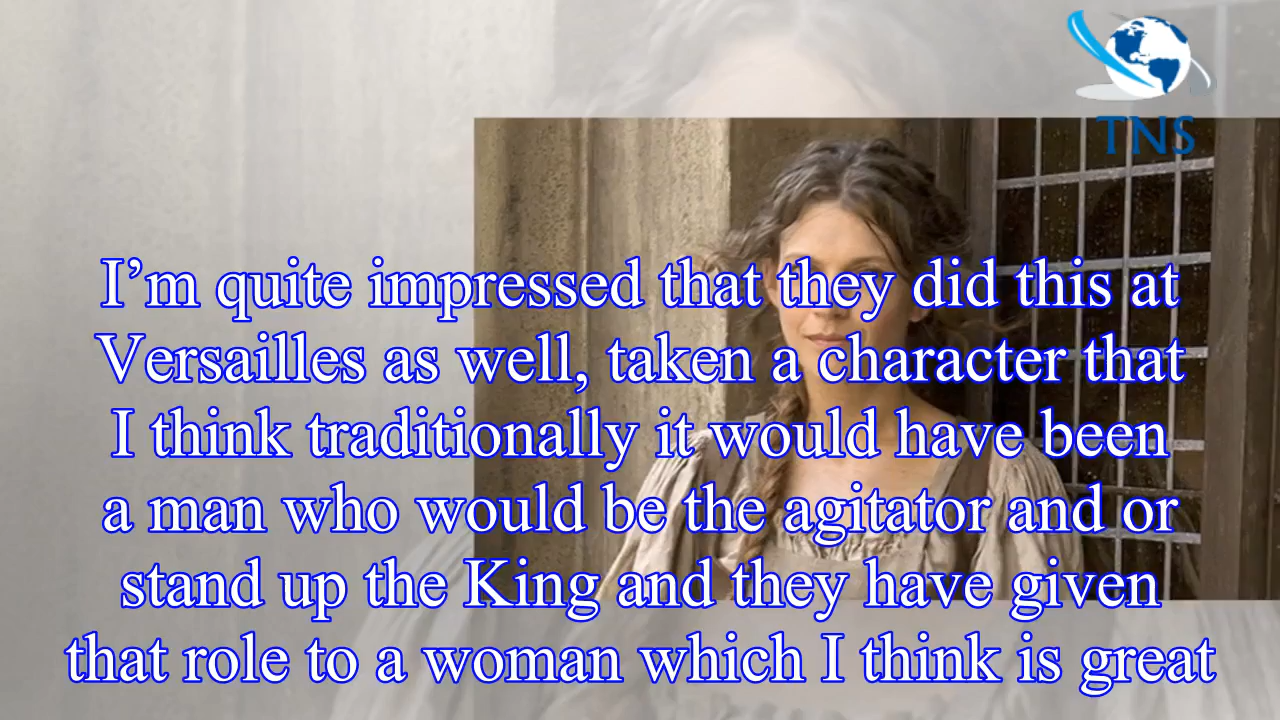 TNS
I’m quite impressed that they did this at
Versailles as well, taken a character that
I think traditionally it would have been
a man who would be the agitator and or
stand up the King and they have given
that role to a woman which I think is great